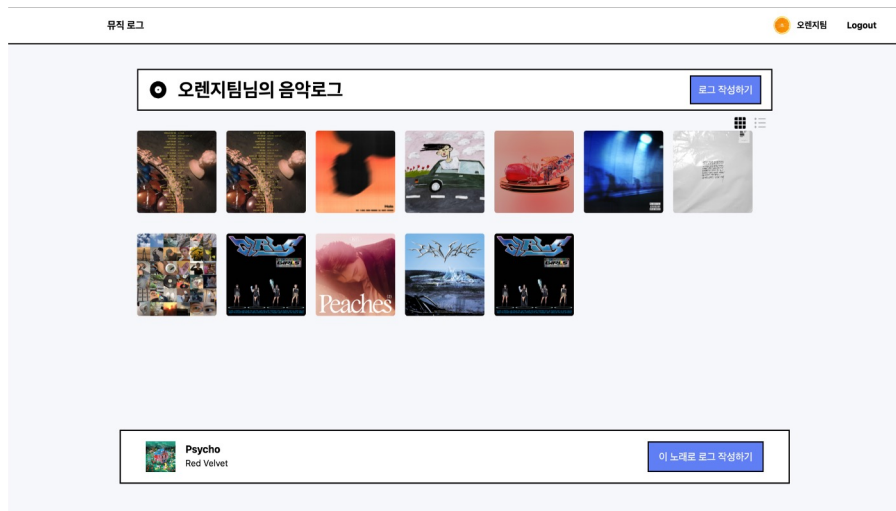 뮤직 로그
오렌지팀 Logout
오렌지팀님의 음악로그
로그 작성하기
Peaches
Psycho
Red Velvet
이 노래로 로그 작성하기